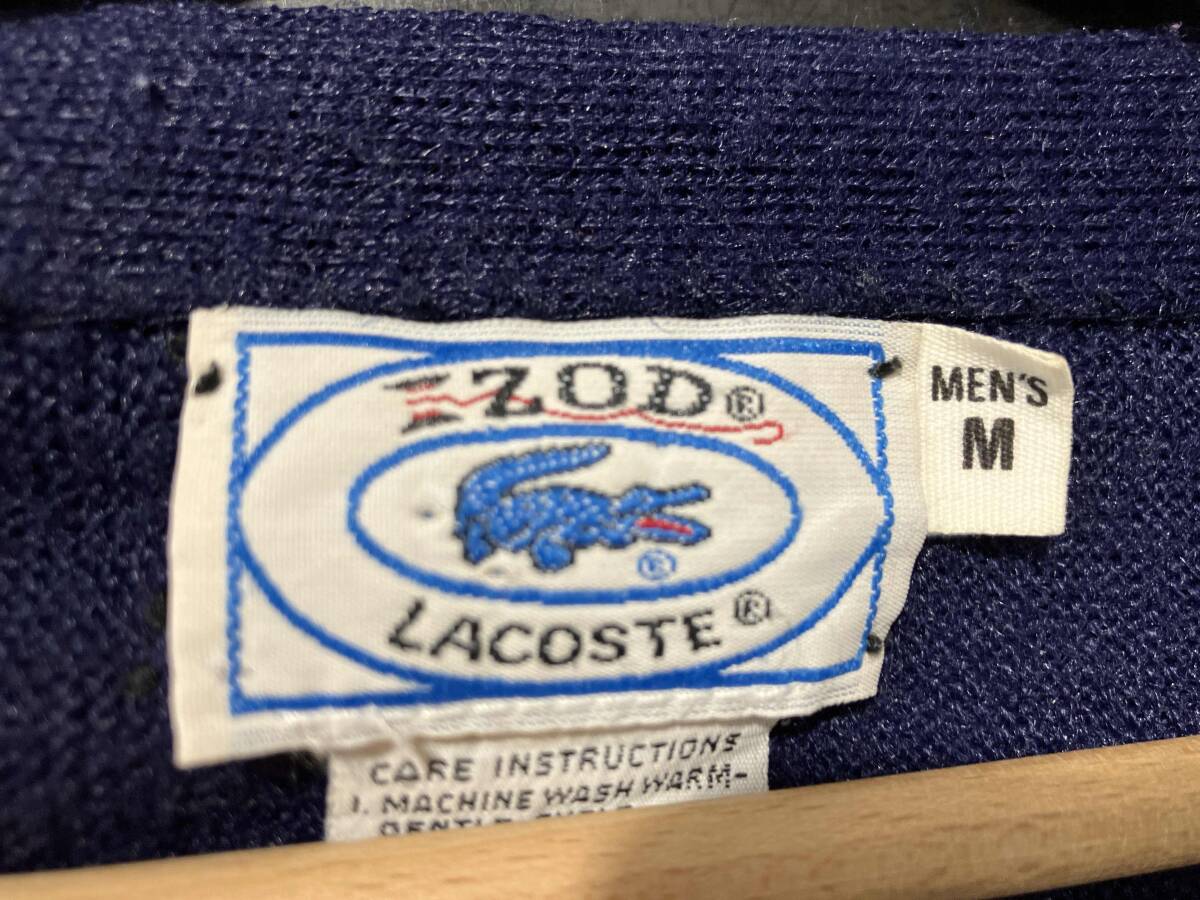 IZOD®
®
LACOSTE®
MEN'S
M
CARE INSTRUCTIONS
1. MACHINE WASH WARM-